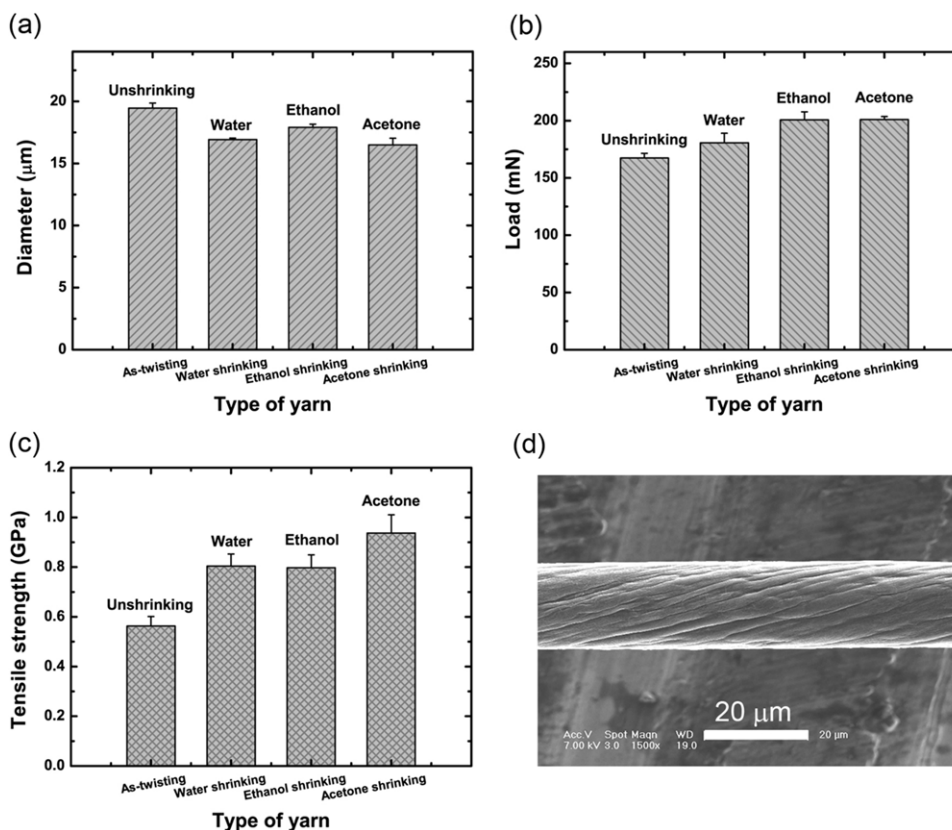 (a)
Diameter (μm)
20
15
10
5
0
Unshrinking
Water
Ethanol
Acetone
As-twisting
Water shrinking
Ethanol shrinking
Acetone shrinking
Type of yarn
(b)
Load (mN)
250
200
150
100
50
0
Unshrinking
Water
Ethanol
Acetone
As-twisting
Water shrinking
Ethanol shrinking
Acetone shrinking
Type of yarn
(c)
Tensile strength (GPa)
1.2
1.0
0.8
0.6
0.4
0.2
0.0
Unshrinking
Water
Ethanol
Acetone
As-twisting
Water shrinking
Ethanol shrinking
Acetone shrinking
Type of yarn
(d)
20 μm
Acc.V Spot Magn WD
7.00 kV 3.0 1500x 19.0
20 μm